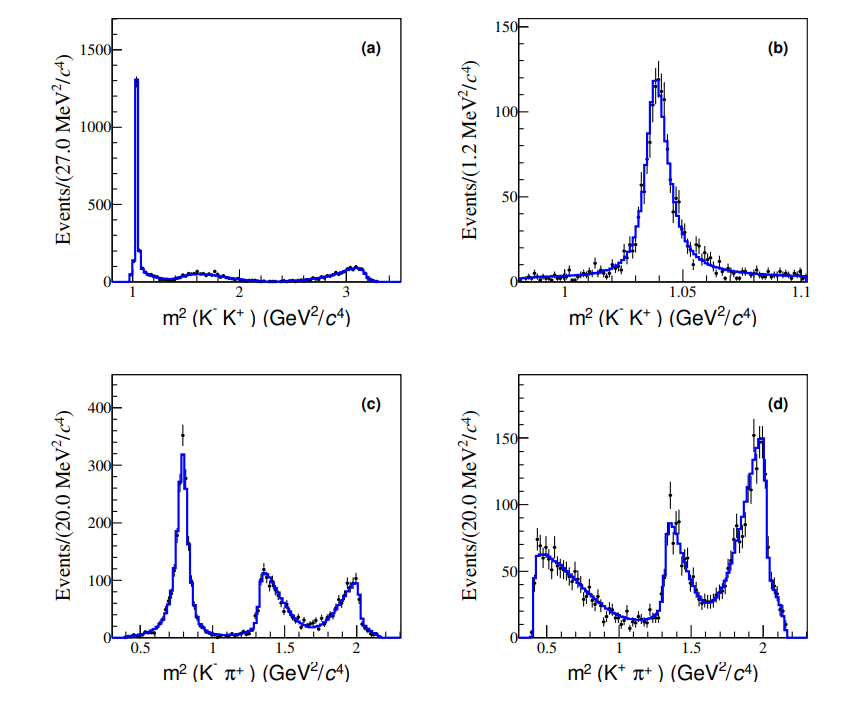 (a)
Events/(27.0 MeV²/c⁴)
1500
1000
500
0
1 2 3
m² (K⁻ K⁺ ) (GeV²/c⁴)
(b)
Events/(1.2 MeV²/c⁴)
150
100
50
0
1 1.05 1.1
m² (K⁻ K⁺ ) (GeV²/c⁴)
(c)
Events/(20.0 MeV²/c⁴)
400
300
200
100
0
0.5 1 1.5 2
m² (K⁻ π⁺ ) (GeV²/c⁴)
(d)
Events/(20.0 MeV²/c⁴)
150
100
50
0
0.5 1 1.5 2
m² (K⁺ π⁺ ) (GeV²/c⁴)